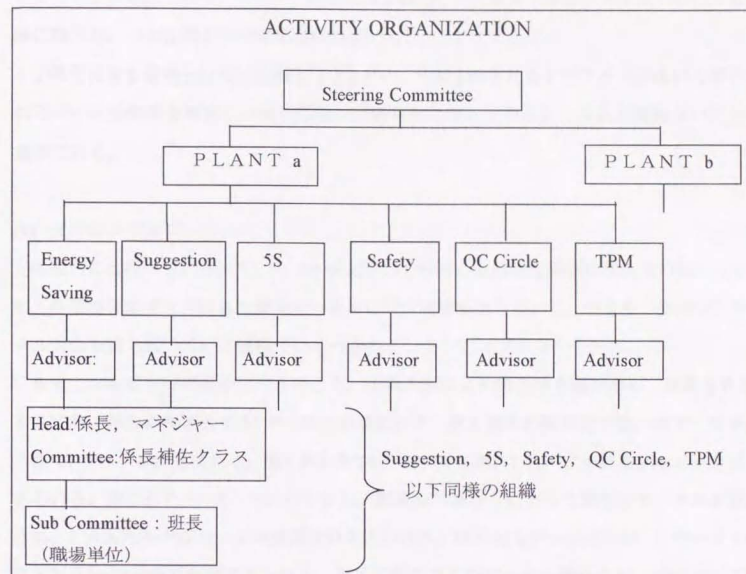 ACTIVITY ORGANIZATION
Steering Committee
PLANT a
PLANT b
Energy
Saving
Suggestion
5S
Safety
QC Circle
TPM
Advisor:
Advisor
Advisor
Advisor
Advisor
Advisor
Head:係長，マネジャー
Committee:係長補佐クラス
Sub Committee：班長
（職場単位）
Suggestion，5S，Safety，QC Circle，TPM
以下同様の組織